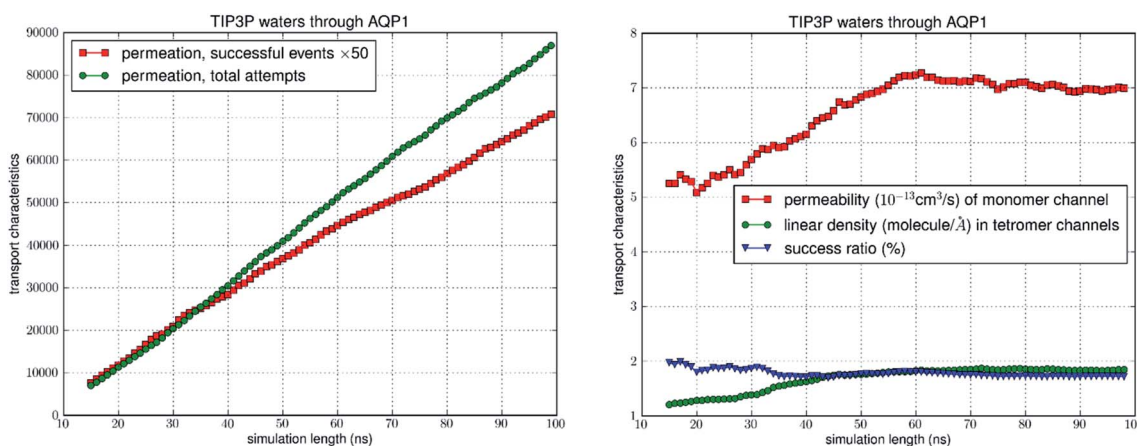 TIP3P waters through AQP1
90000
80000
70000
60000
50000
40000
30000
20000
10000
0
transport characteristics
permeation, successful events ×50
permeation, total attempts
10 20 30 40 50 60 70 80 90 100
simulation length (ns)
TIP3P waters through AQP1
8
7
6
5
4
3
2
1
transport characteristics
permeability (10⁻¹³cm³/s) of monomer channel
linear density (molecule/Å) in tetromer channels
success ratio (%)
10 20 30 40 50 60 70 80 90 100
simulation length (ns)